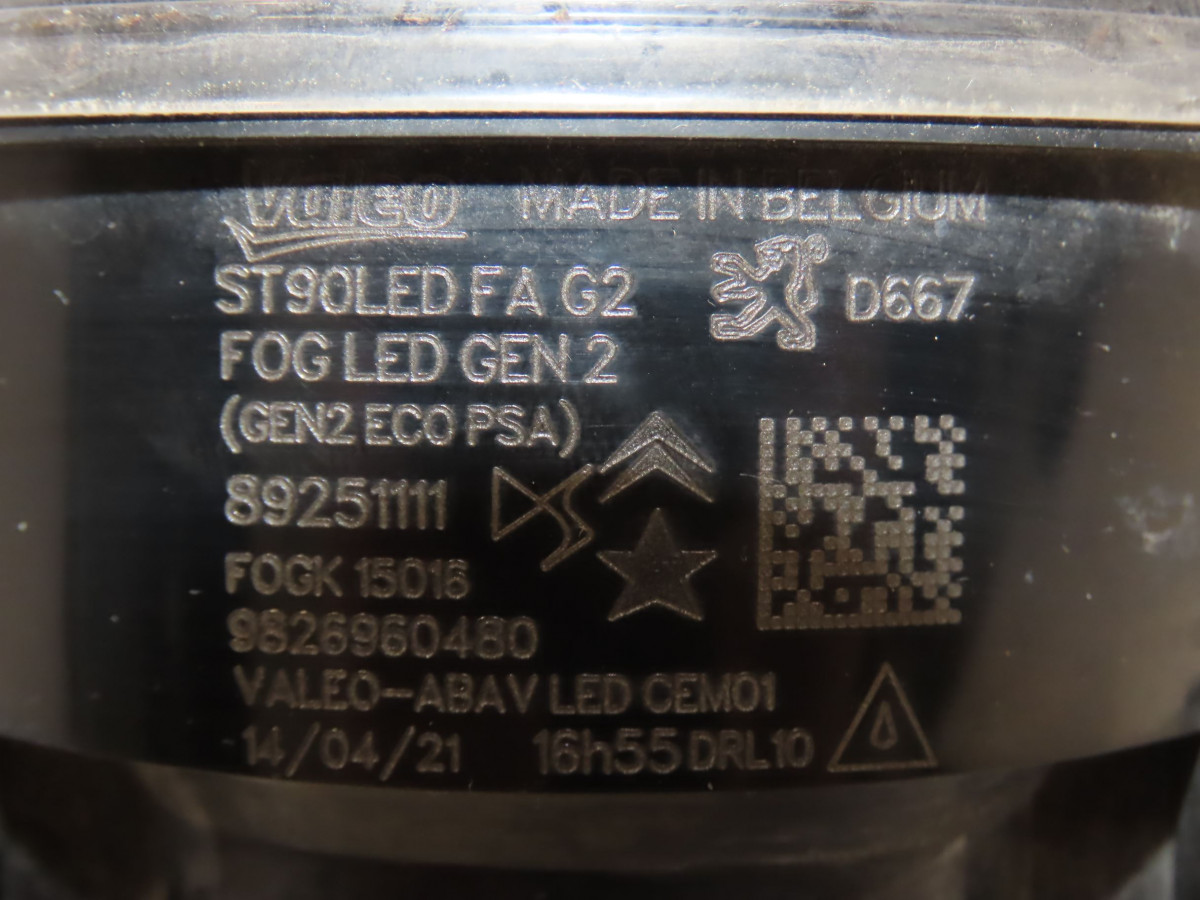 Valeo MADE IN BELGIUM
ST90LED FA G2 D667
FOG LED GEN 2
(GEN2 ECO PSA)
89251111
DS
FOGK 15016
9826960480
VALEO-ABAV LED CEM01
14/04/21 16h55 DRL10